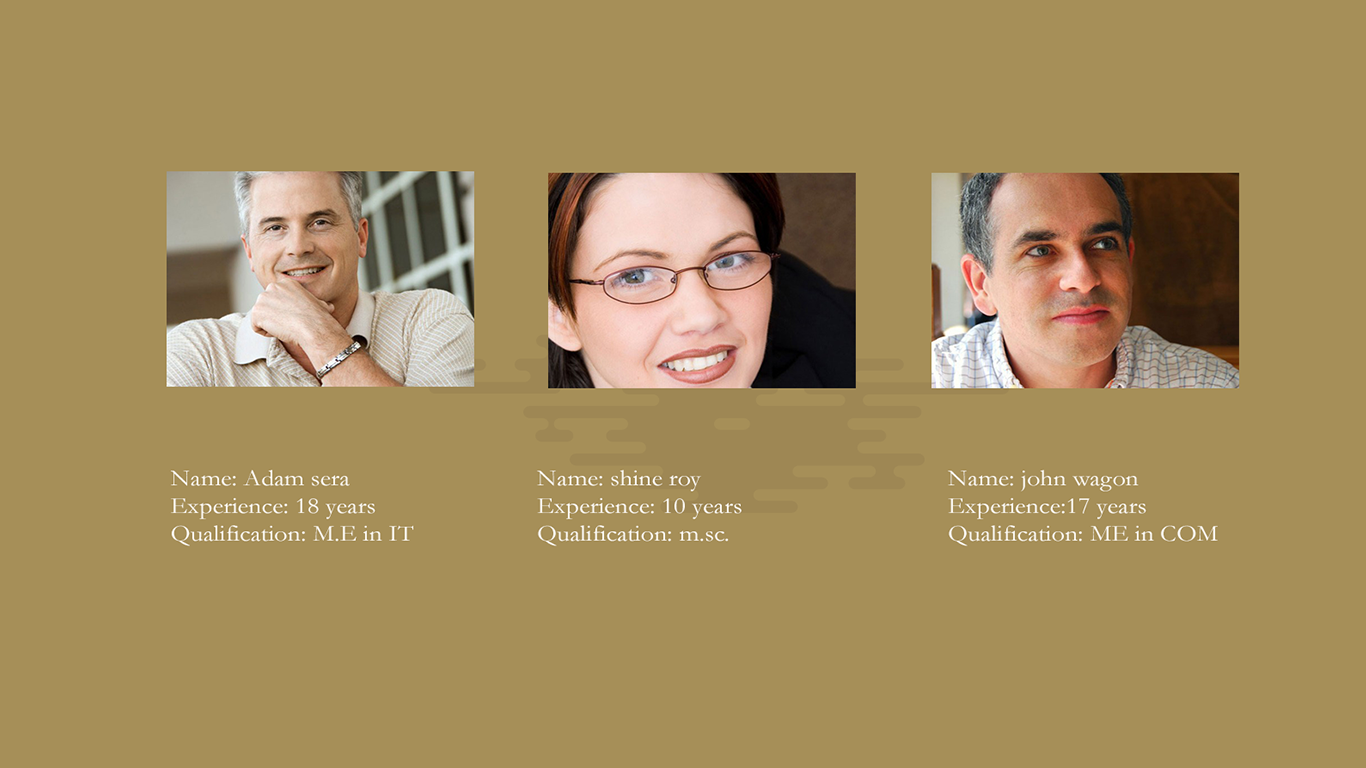 Name: Adam sera
Experience: 18 years
Qualification: M.E in IT
Name: shine roy
Experience: 10 years
Qualification: m.sc.
Name: john wagon
Experience:17 years
Qualification: ME in COM